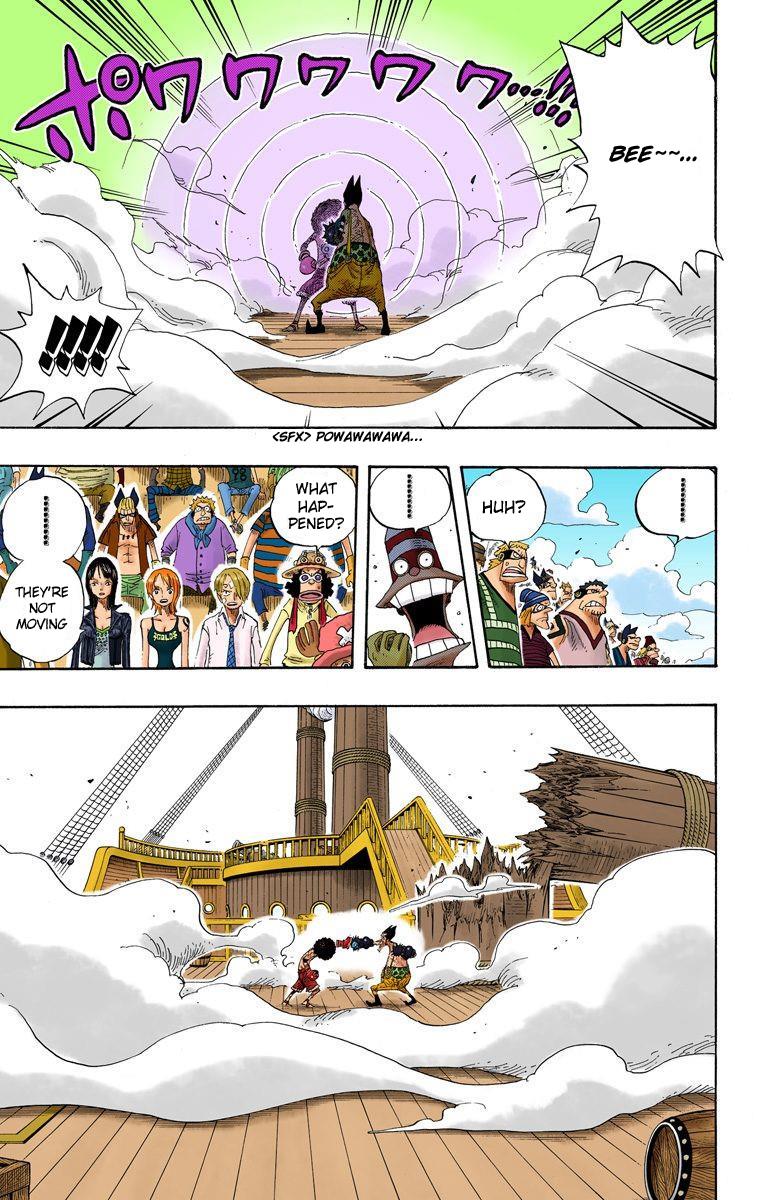 ポワワワワワ...!!!
BEE~~...
!!!!!
<SFX> POWAWAWAWA...
HUH?
WHAT
HAP-
PENED?
THEY'RE
NOT
MOVING